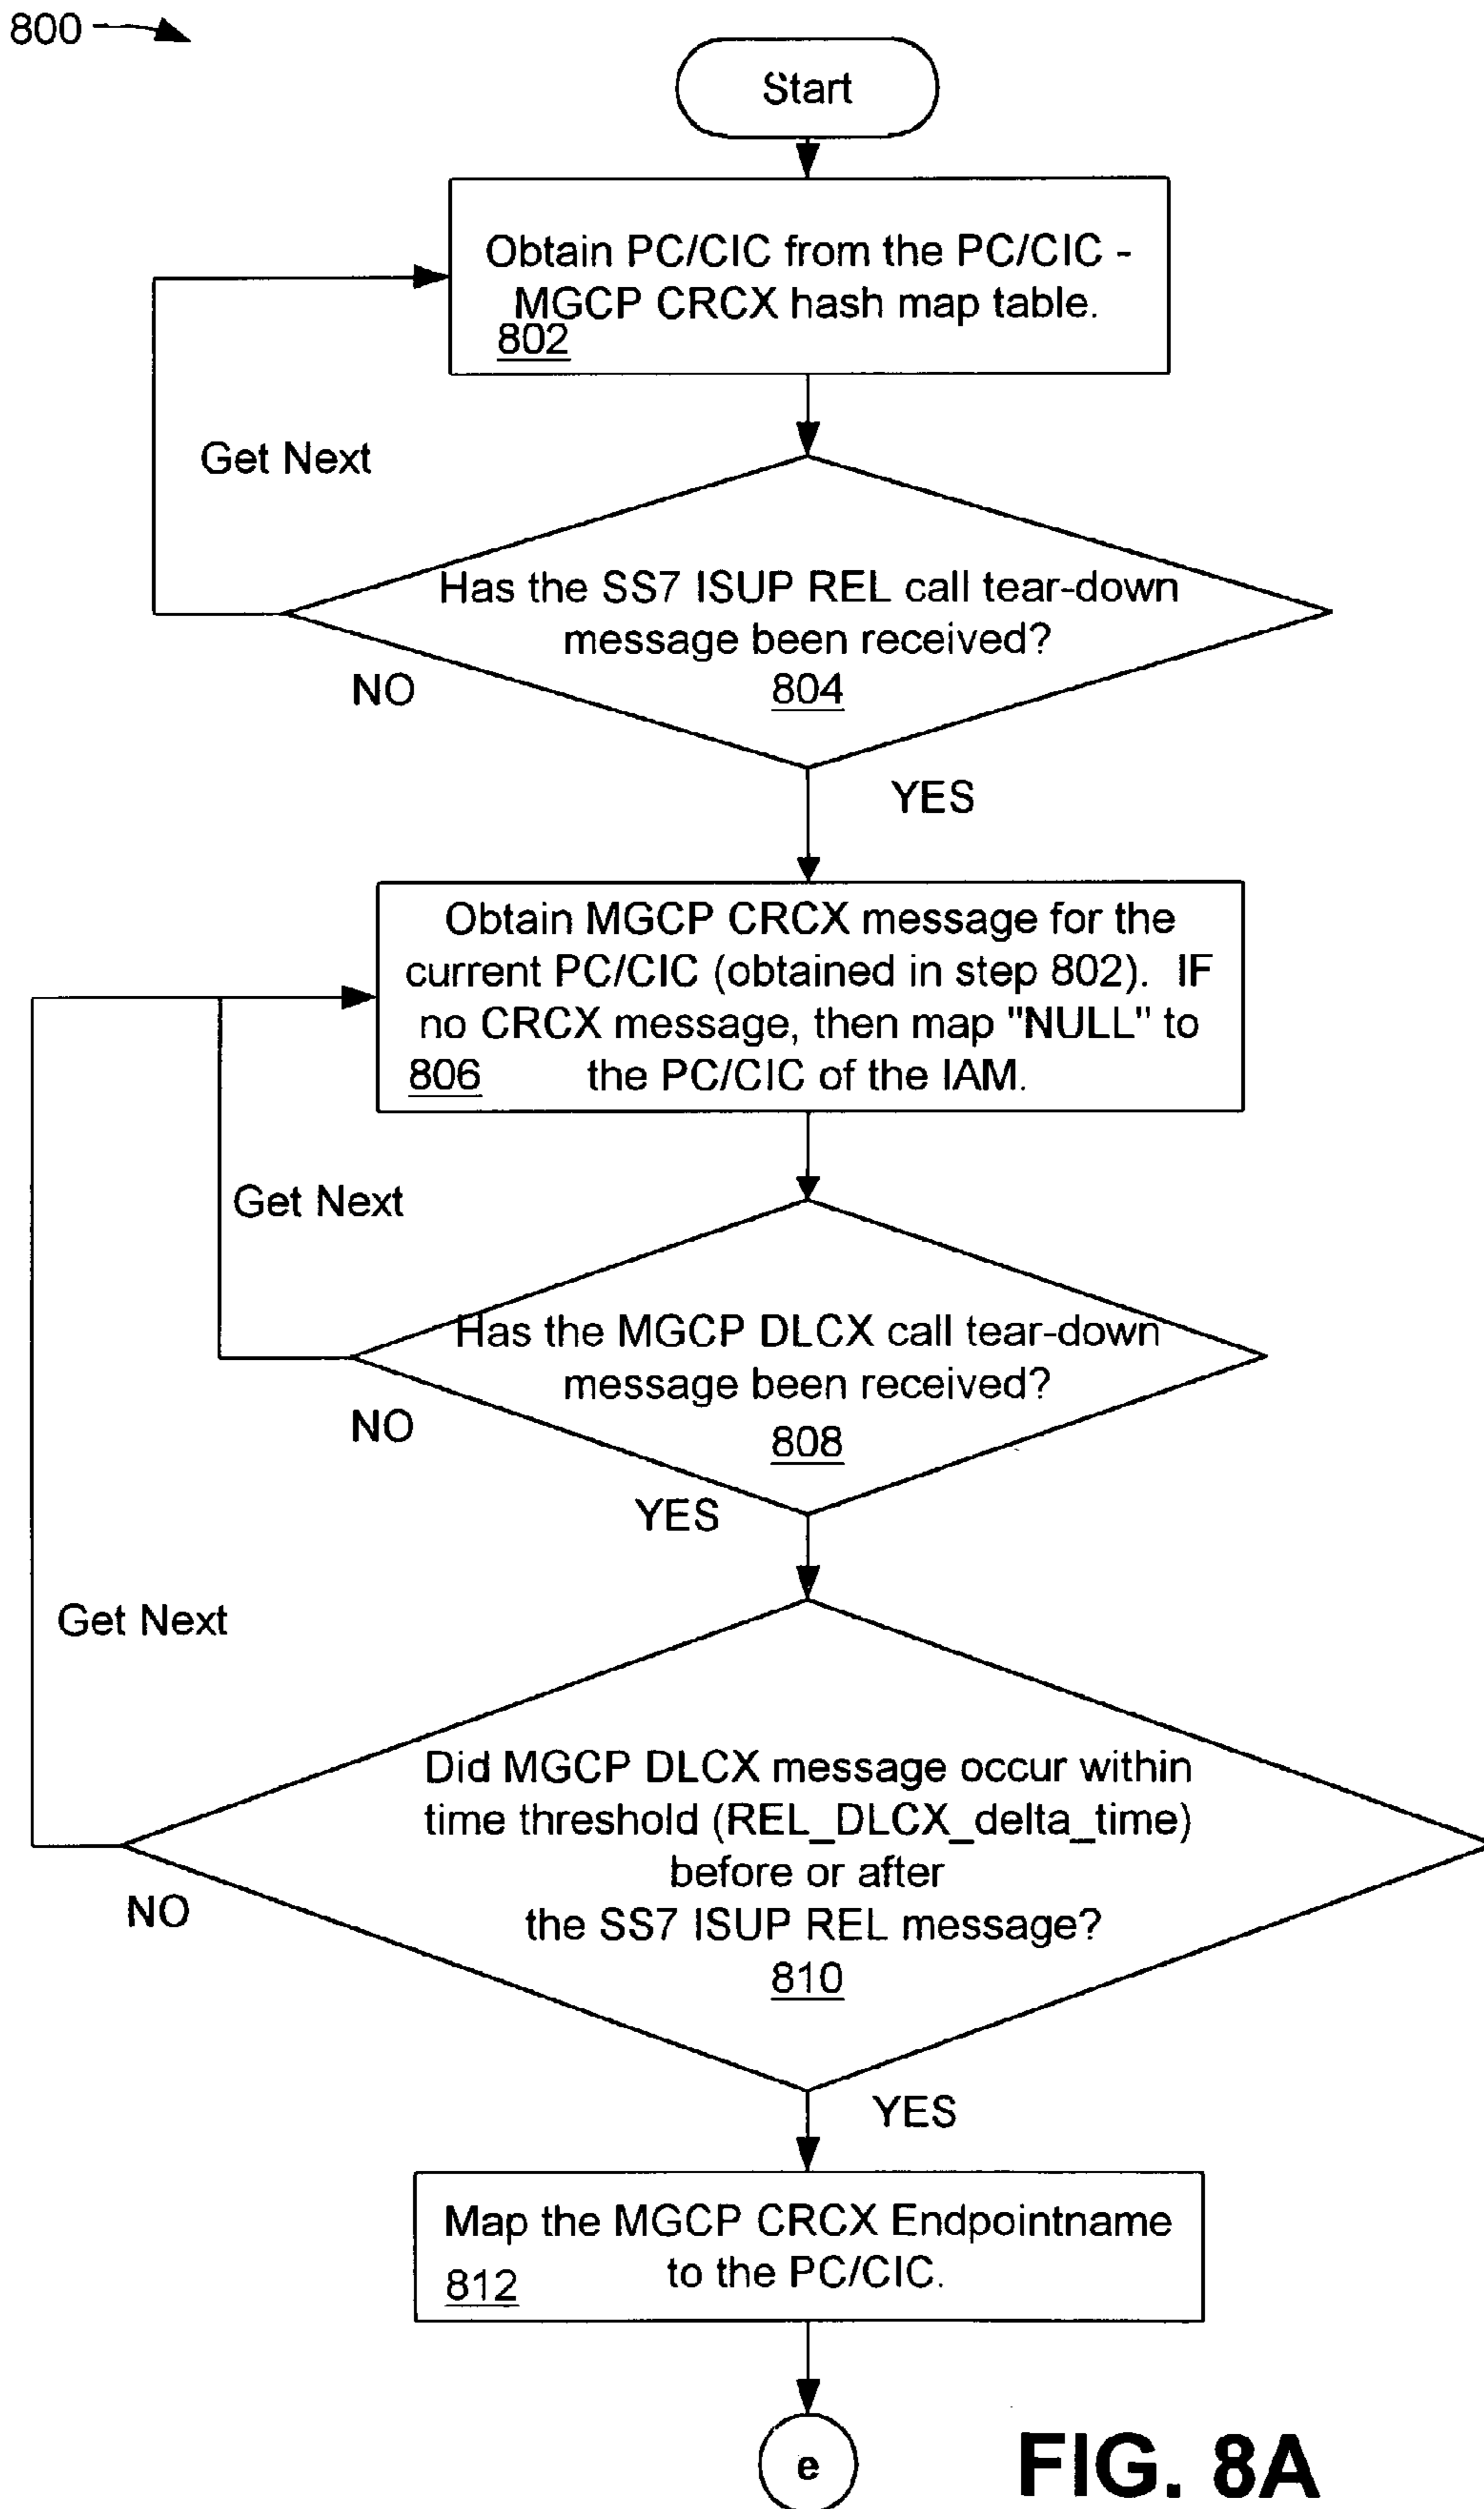 800
Start
Obtain PC/CIC from the PC/CIC -
MGCP CRCX hash map table.
802
Get Next
Has the SS7 ISUP REL call tear-down
message been received?
804
NO
YES
Obtain MGCP CRCX message for the
current PC/CIC (obtained in step 802). IF
no CRCX message, then map "NULL" to
806 the PC/CIC of the IAM.
Get Next
Has the MGCP DLCX call tear-down
message been received?
808
NO
YES
Get Next
Did MGCP DLCX message occur within
time threshold (REL_DLCX_delta_time)
before or after
the SS7 ISUP REL message?
810
NO
YES
Map the MGCP CRCX Endpointname
812 to the PC/CIC.
e
FIG. 8A